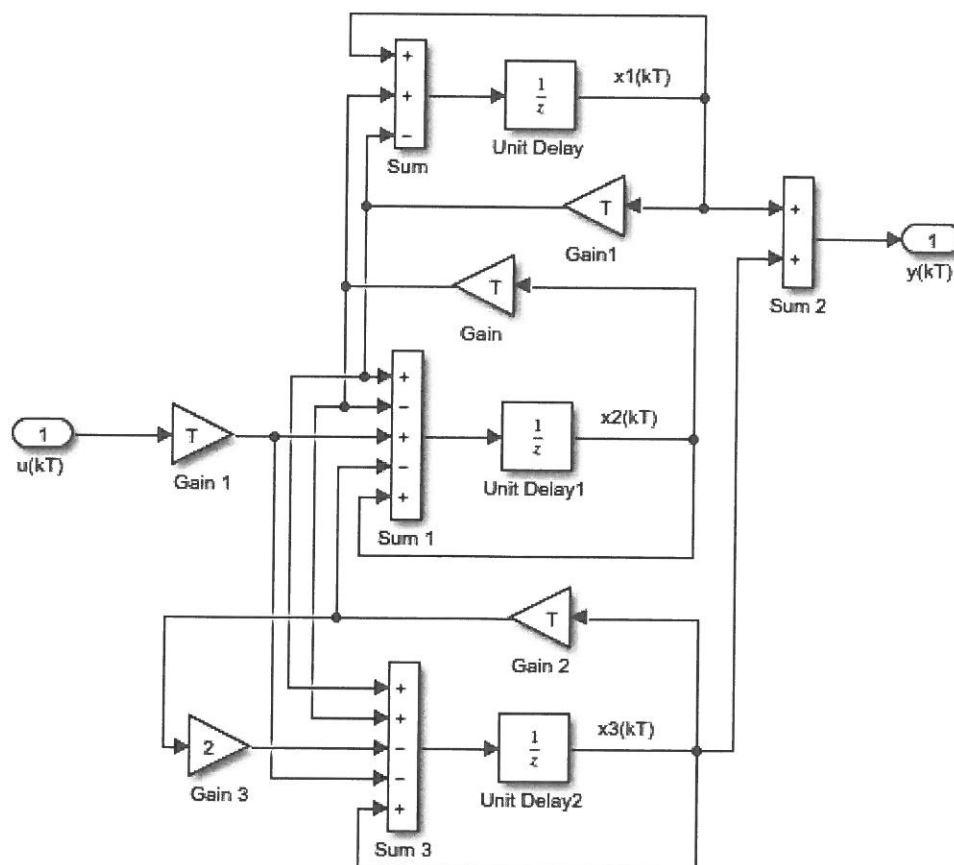 +
+
−
Sum
1/z
Unit Delay
x1(kT)
T
Gain1
+
+
Sum 2
1
y(kT)
T
Gain
1
u(kT)
T
Gain 1
+
−
+
−
+
Sum 1
1/z
Unit Delay1
x2(kT)
T
Gain 2
2
Gain 3
+
+
−
−
+
Sum 3
1/z
Unit Delay2
x3(kT)